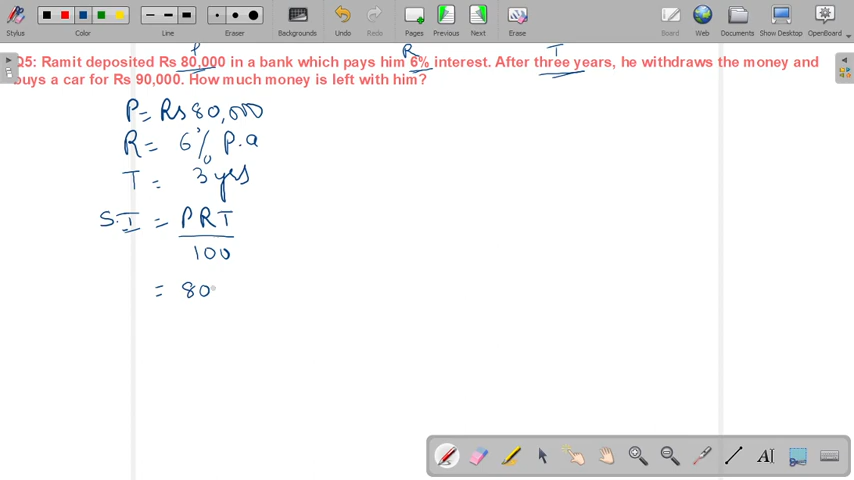 Stylus
Color
Line
Eraser
Backgrounds
Undo
Redo
Pages
Previous
Next
Erase
Board
Web
Documents
Show Desktop
OpenBoard
P R T
Q5: Ramit deposited Rs 80,000 in a bank which pays him 6% interest. After three years, he withdraws the money and
buys a car for Rs 90,000. How much money is left with him?
P= Rs 80,000
R = 6% P.a
T = 3 yrs
S.I = PRT
100
= 80